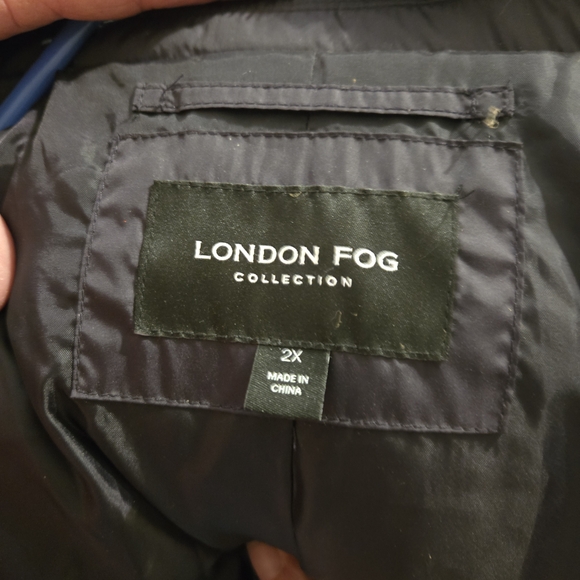 LONDON FOG
COLLECTION
2X
MADE IN
CHINA